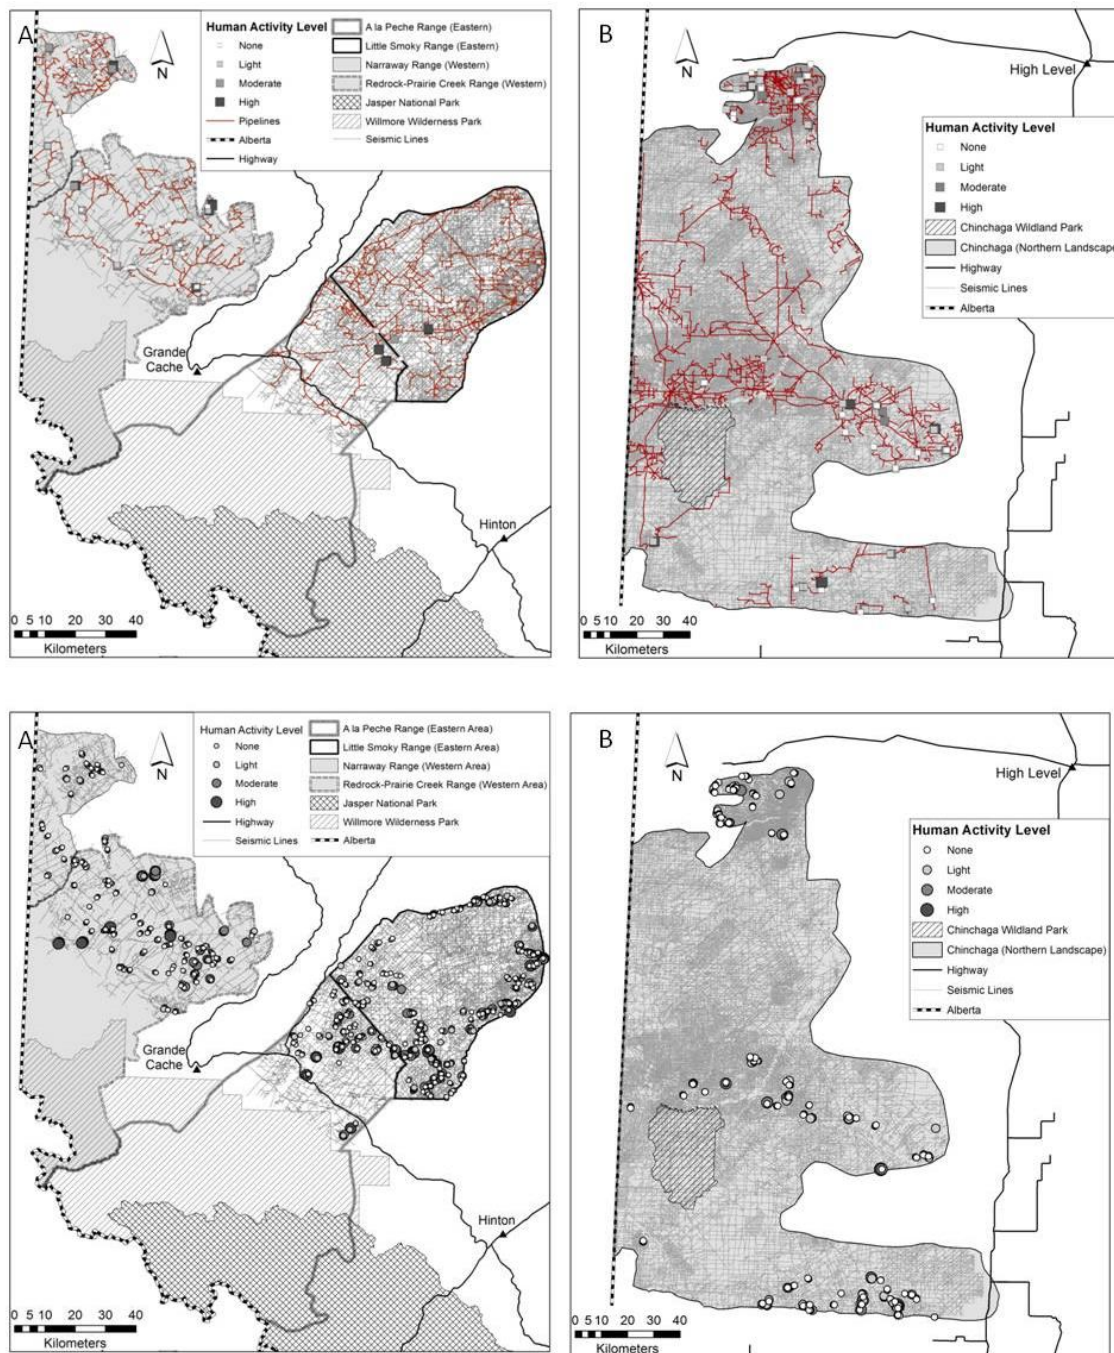 A
Human Activity Level
None
Light
Moderate
High
Pipelines
Alberta
Highway
A la Peche Range (Eastern)
Little Smoky Range (Eastern)
Narraway Range (Western)
Redrock-Prairie Creek Range (Western)
Jasper National Park
Willmore Wilderness Park
Seismic Lines
N
Grande
Cache
Hinton
0 5 10 20 30 40
Kilometers
B
N
High Level
Human Activity Level
None
Light
Moderate
High
Chinchaga Wildland Park
Chinchaga (Northern Landscape
Highway
Seismic Lines
Alberta
0 5 10 20 30 40
Kilometers
A
Human Activity Level
None
Light
Moderate
High
Highway
Seismic Lines
A la Peche Range (Eastern Area)
Little Smoky Range (Eastern Area)
Narraway Range (Western Area)
Redrock-Prairie Creek Range (Western Area)
Jasper National Park
Willmore Wilderness Park
Alberta
N
Grande
Cache
Hinton
0 5 10 20 30 40
Kilometers
B
N
High Level
Human Activity Level
None
Light
Moderate
High
Chinchaga Wildland Park
Chinchaga (Northern Landscape)
Highway
Seismic Lines
Alberta
0 5 10 20 30 40
Kilometers